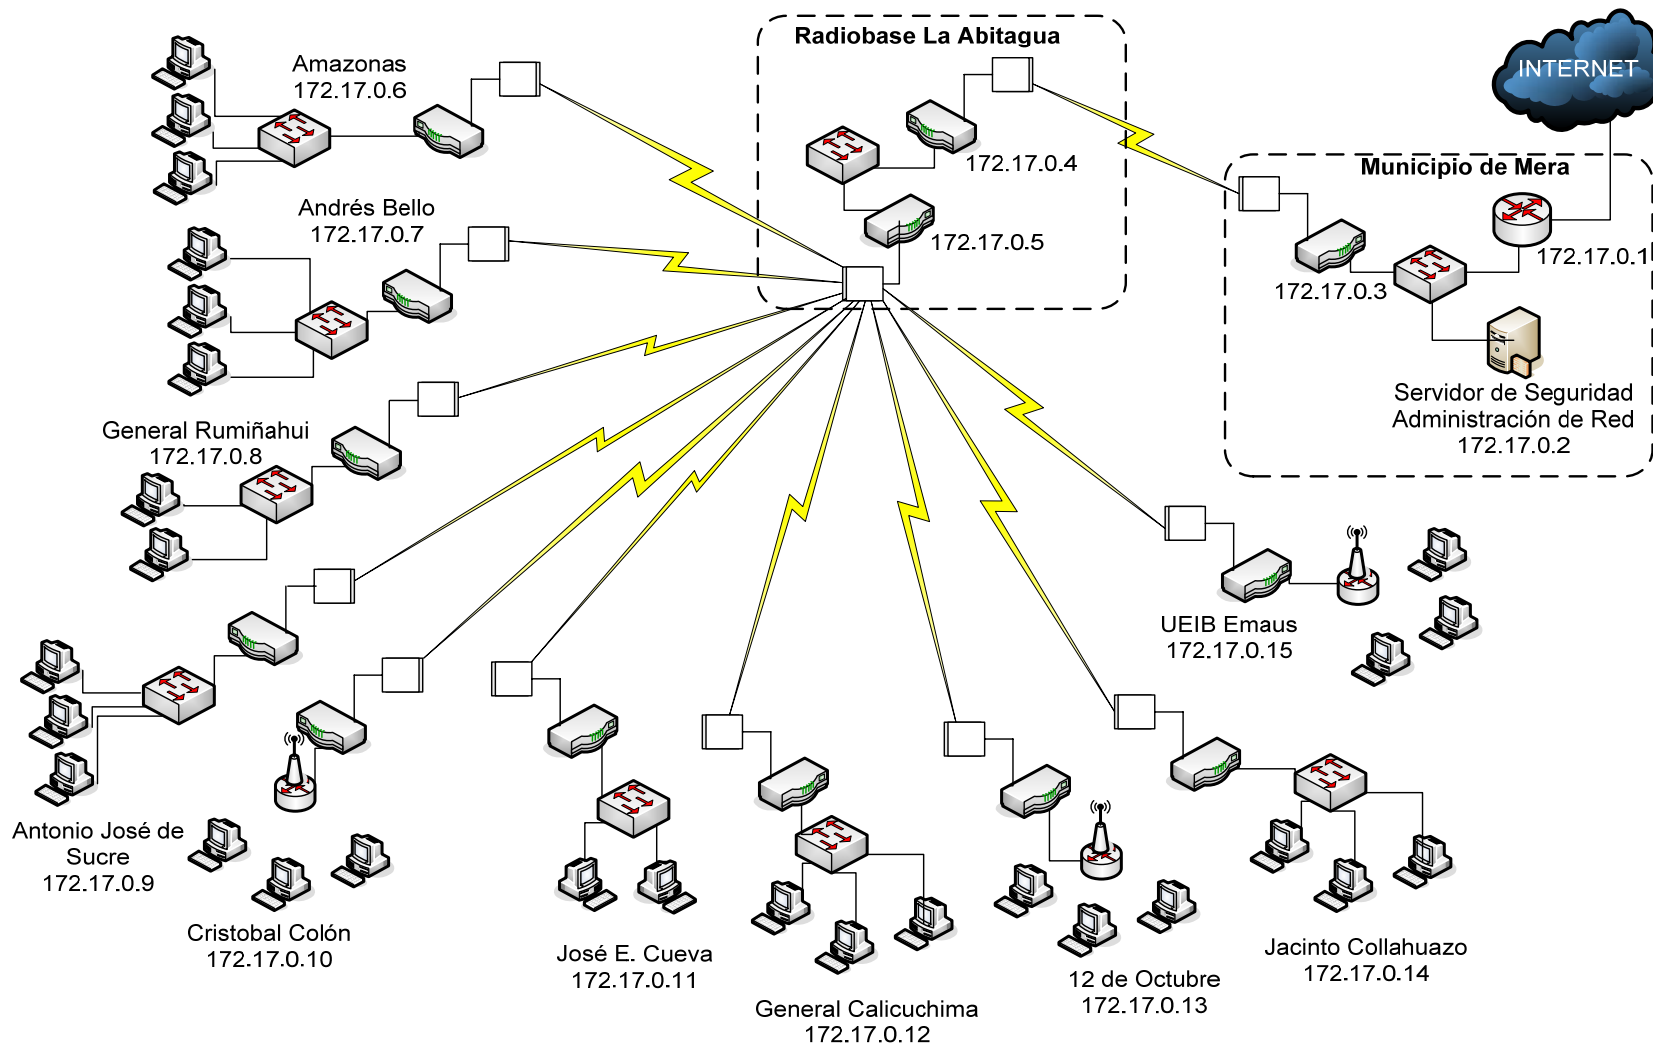 Radiobase La Abitagua
172.17.0.4
172.17.0.5
INTERNET
Municipio de Mera
172.17.0.1
172.17.0.3
Servidor de Seguridad
Administración de Red
172.17.0.2
Amazonas
172.17.0.6
Andrés Bello
172.17.0.7
General Rumiñahui
172.17.0.8
Antonio José de
Sucre
172.17.0.9
Cristobal Colón
172.17.0.10
José E. Cueva
172.17.0.11
General Calicuchima
172.17.0.12
12 de Octubre
172.17.0.13
Jacinto Collahuazo
172.17.0.14
UEIB Emaus
172.17.0.15